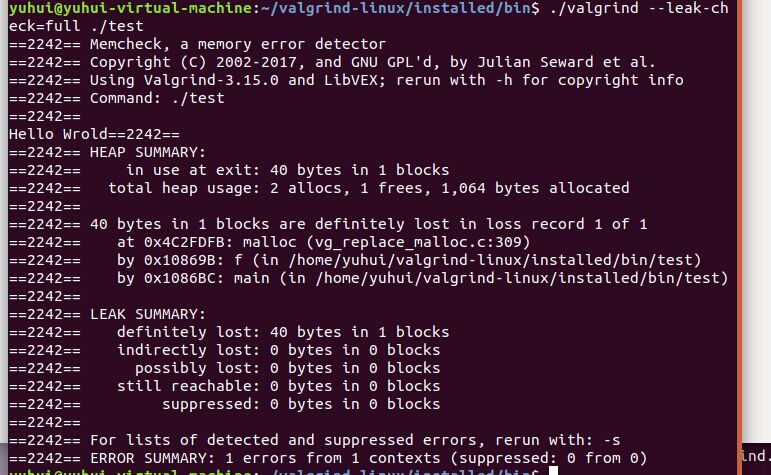 yuhui@yuhui-virtual-machine:~/valgrind-linux/installed/bin$ ./valgrind --leak-ch
eck=full ./test
==2242== Memcheck, a memory error detector
==2242== Copyright (C) 2002-2017, and GNU GPL'd, by Julian Seward et al.
==2242== Using Valgrind-3.15.0 and LibVEX; rerun with -h for copyright info
==2242== Command: ./test
==2242==
Hello Wrold==2242==
==2242== HEAP SUMMARY:
==2242==     in use at exit: 40 bytes in 1 blocks
==2242==   total heap usage: 2 allocs, 1 frees, 1,064 bytes allocated
==2242==
==2242== 40 bytes in 1 blocks are definitely lost in loss record 1 of 1
==2242==    at 0x4C2FDFB: malloc (vg_replace_malloc.c:309)
==2242==    by 0x10869B: f (in /home/yuhui/valgrind-linux/installed/bin/test)
==2242==    by 0x1086BC: main (in /home/yuhui/valgrind-linux/installed/bin/test)
==2242==
==2242== LEAK SUMMARY:
==2242==    definitely lost: 40 bytes in 1 blocks
==2242==    indirectly lost: 0 bytes in 0 blocks
==2242==      possibly lost: 0 bytes in 0 blocks
==2242==    still reachable: 0 bytes in 0 blocks
==2242==         suppressed: 0 bytes in 0 blocks
==2242==
==2242== For lists of detected and suppressed errors, rerun with: -s
==2242== ERROR SUMMARY: 1 errors from 1 contexts (suppressed: 0 from 0)
ind.
yuhui@yuhui-virtual-machine:~/valgrind-linux/installed/bin$